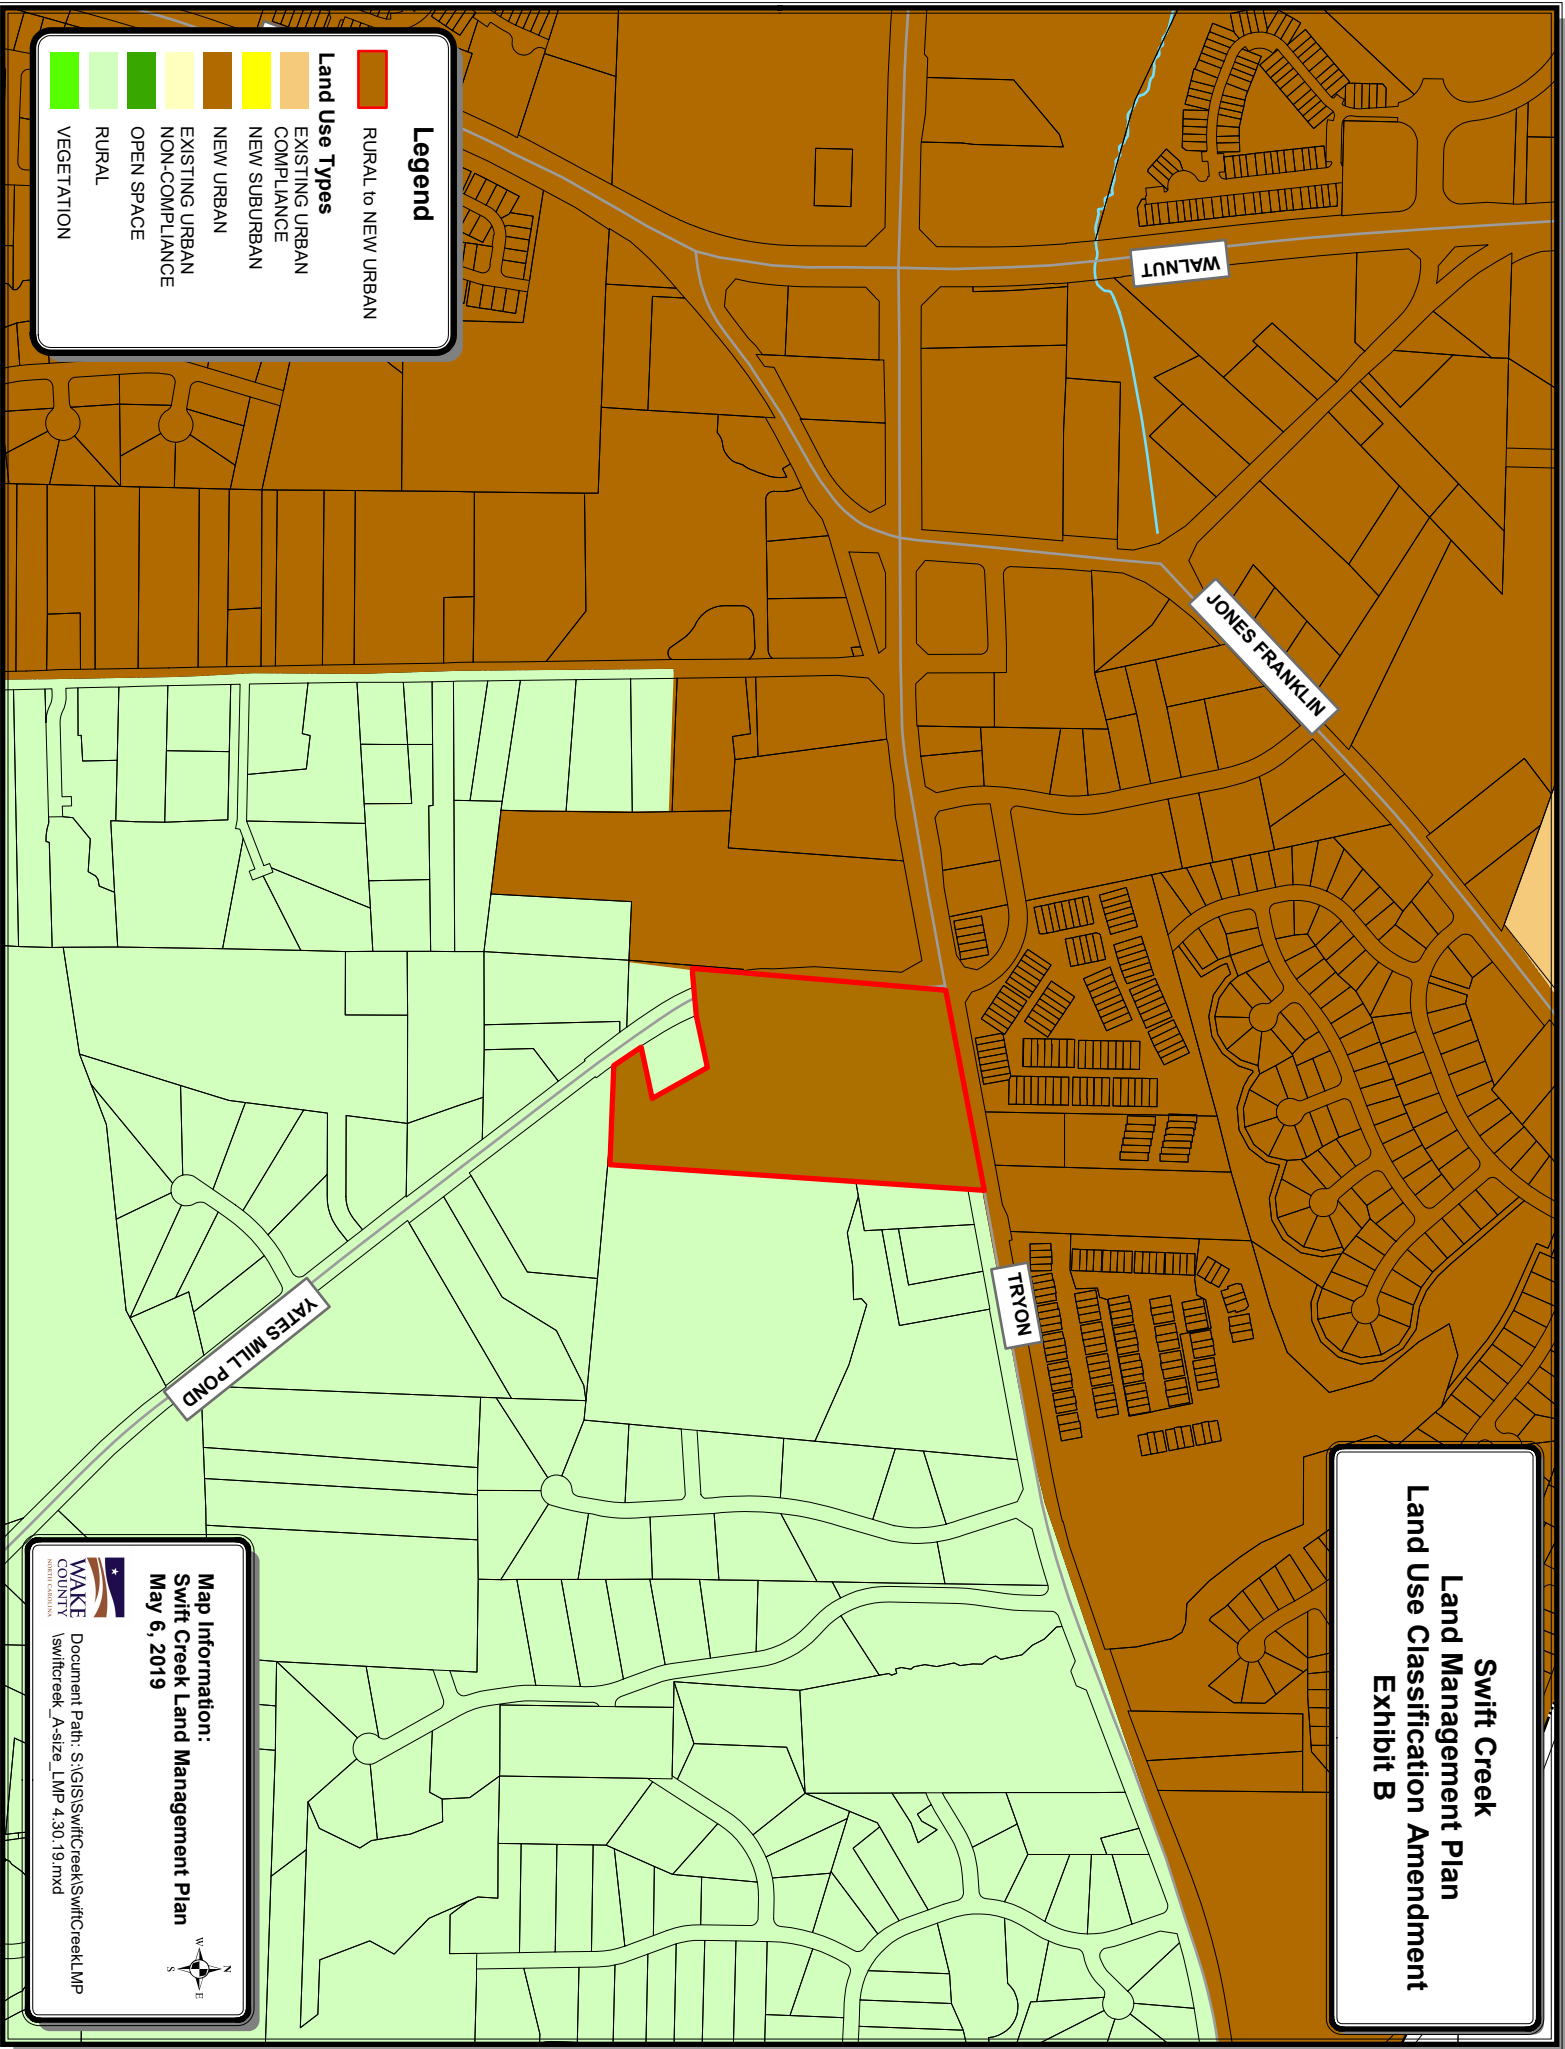 Swift Creek
Land Management Plan
Land Use Classification Amendment
Exhibit B
WALNUT
JONES FRANKLIN
TRYON
YATES MILL POND
Legend
RURAL to NEW URBAN
Land Use Types
EXISTING URBAN
COMPLIANCE
NEW SUBURBAN
NEW URBAN
EXISTING URBAN
NON-COMPLIANCE
OPEN SPACE
RURAL
VEGETATION
Map Information:
Swift Creek Land Management Plan
May 6, 2019
N
W
E
S
WAKE
COUNTY
NORTH CAROLINA
Document Path: S:\GIS\SwiftCreek\SwiftCreekLMP
\swiftcreek_A-size_LMP 4.30.19.mxd